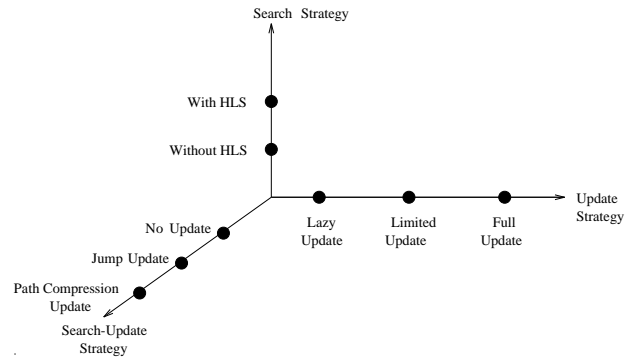 Search Strategy
With HLS
Without HLS
Update
Strategy
Lazy
Update
Limited
Update
Full
Update
No Update
Jump Update
Path Compression
Update
Search-Update
Strategy